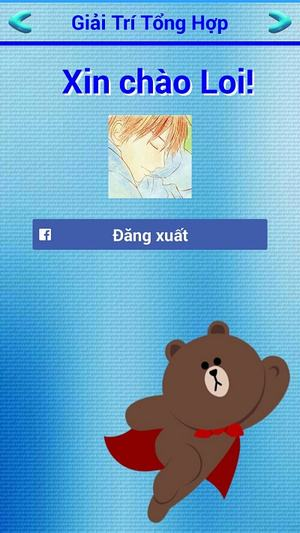 Giải Trí Tổng Hợp
Xin chào Loi!
Đăng xuất